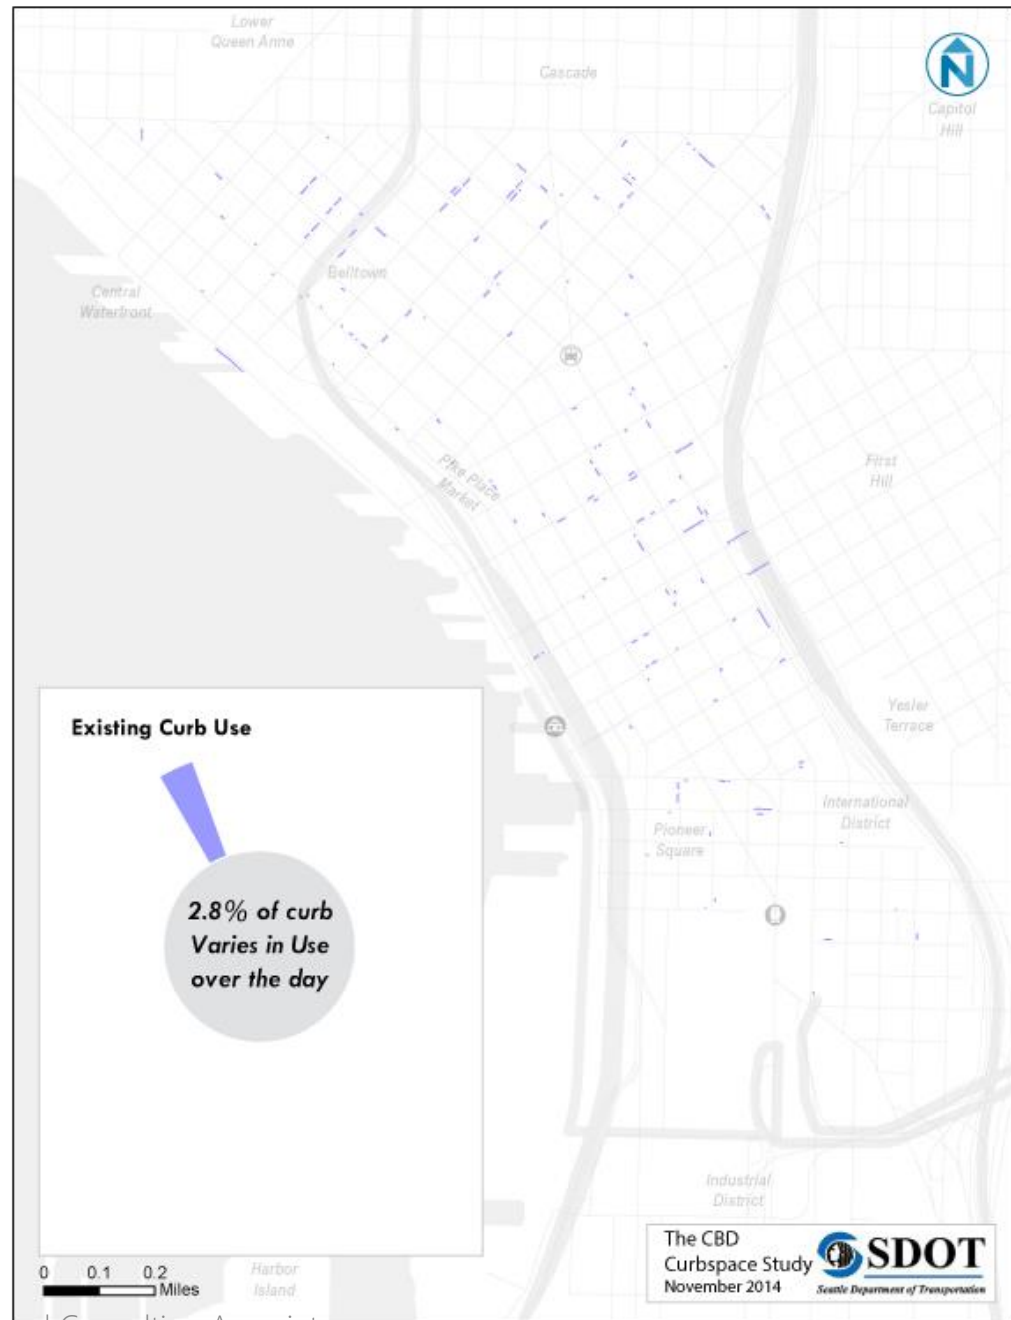 Lower
Queen Anne
Cascade
N
Capitol
Hill
Belltown
Central
Waterfront
Pike Place
Market
First
Hill
Yesler
Terrace
International
District
Pioneer
Square
Existing Curb Use
2.8% of curb
Varies in Use
over the day
Industrial
District
The CBD
Curbspace Study
November 2014
SDOT
Seattle Department of Transportation
0 0.1 0.2
Miles
Harbor
Island